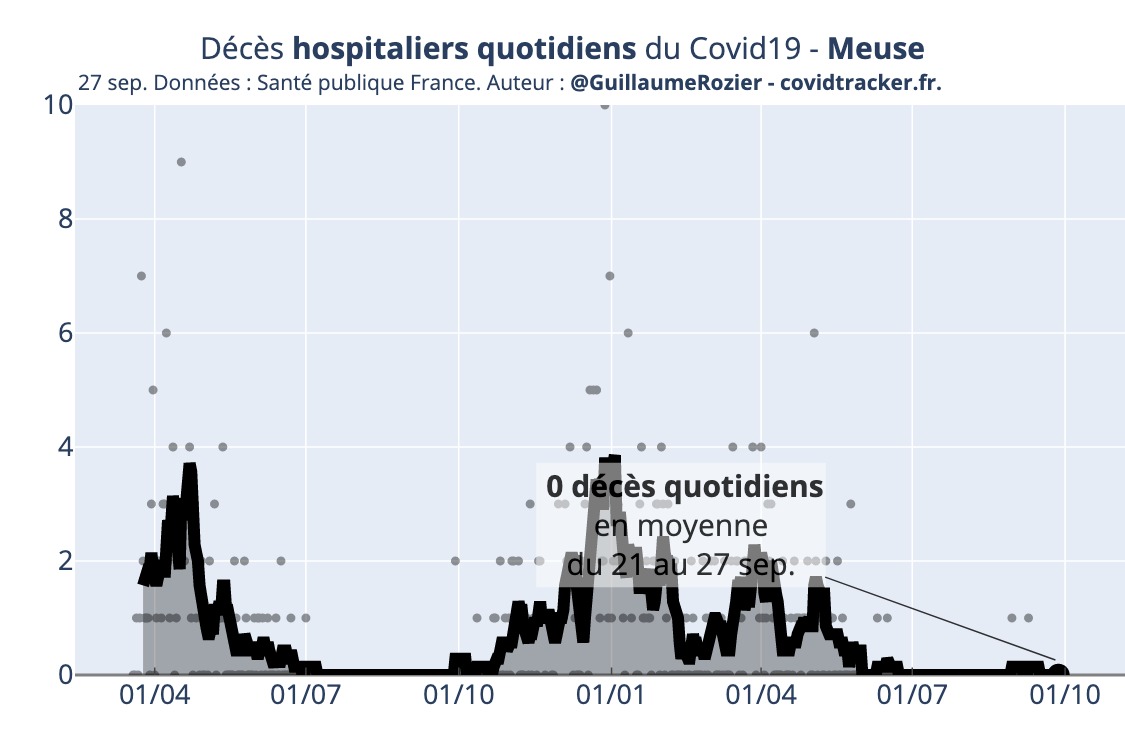 Décès hospitaliers quotidiens du Covid19 - Meuse
27 sep. Données : Santé publique France. Auteur : @GuillaumeRozier - covidtracker.fr.
10
8
6
4
2
0
0 décès quotidiens
en moyenne
du 21 au 27 sep.
01/04 01/07 01/10 01/01 01/04 01/07 01/10